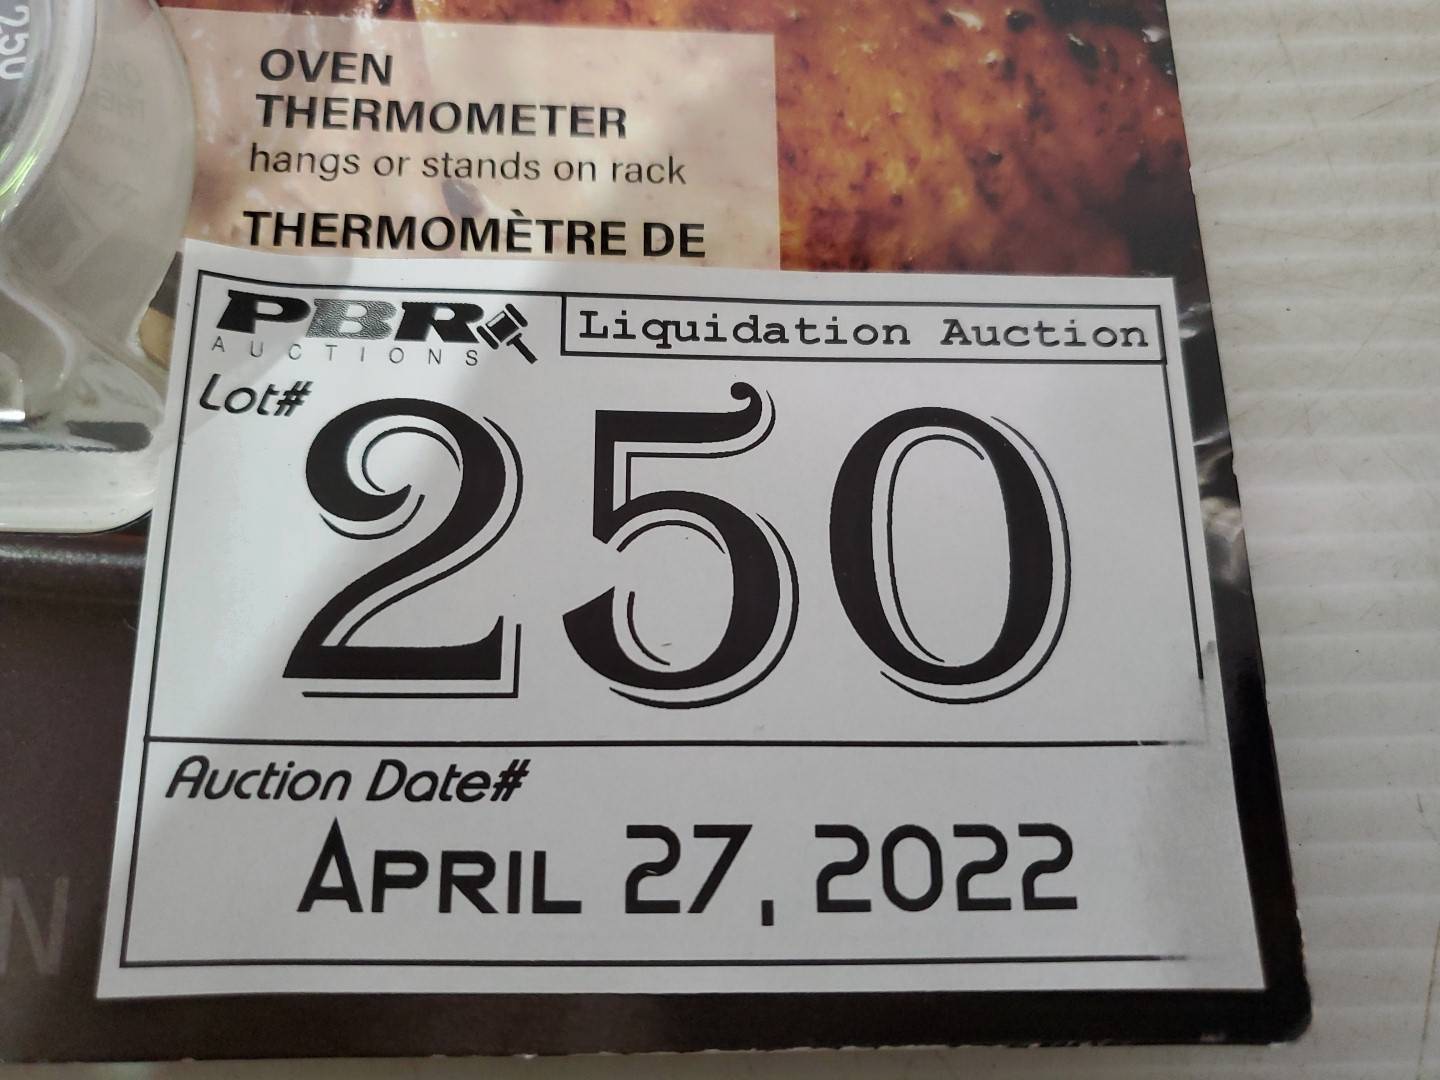 250
OVEN
THERMOMETER
hangs or stands on rack
THERMOMÈTRE DE
PBR
AUCTIONS
Liquidation Auction
Lot#
250
Auction Date#
April 27, 2022
N